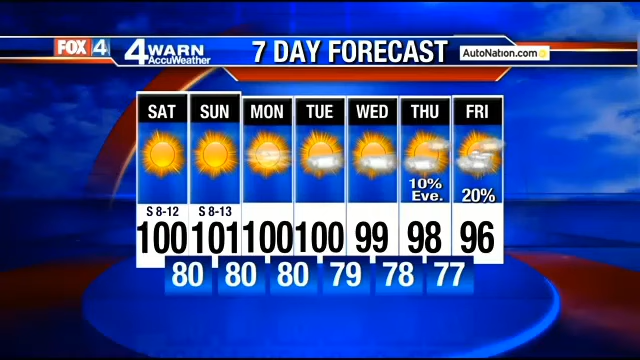 FOX 4
4WARN
AccuWeather
7 DAY FORECAST
AutoNation.com
SAT SUN MON TUE WED THU FRI
10%
Eve.
20%
S 8-12 S 8-13
100 101 100 100 99 98 96
80 80 80 79 78 77